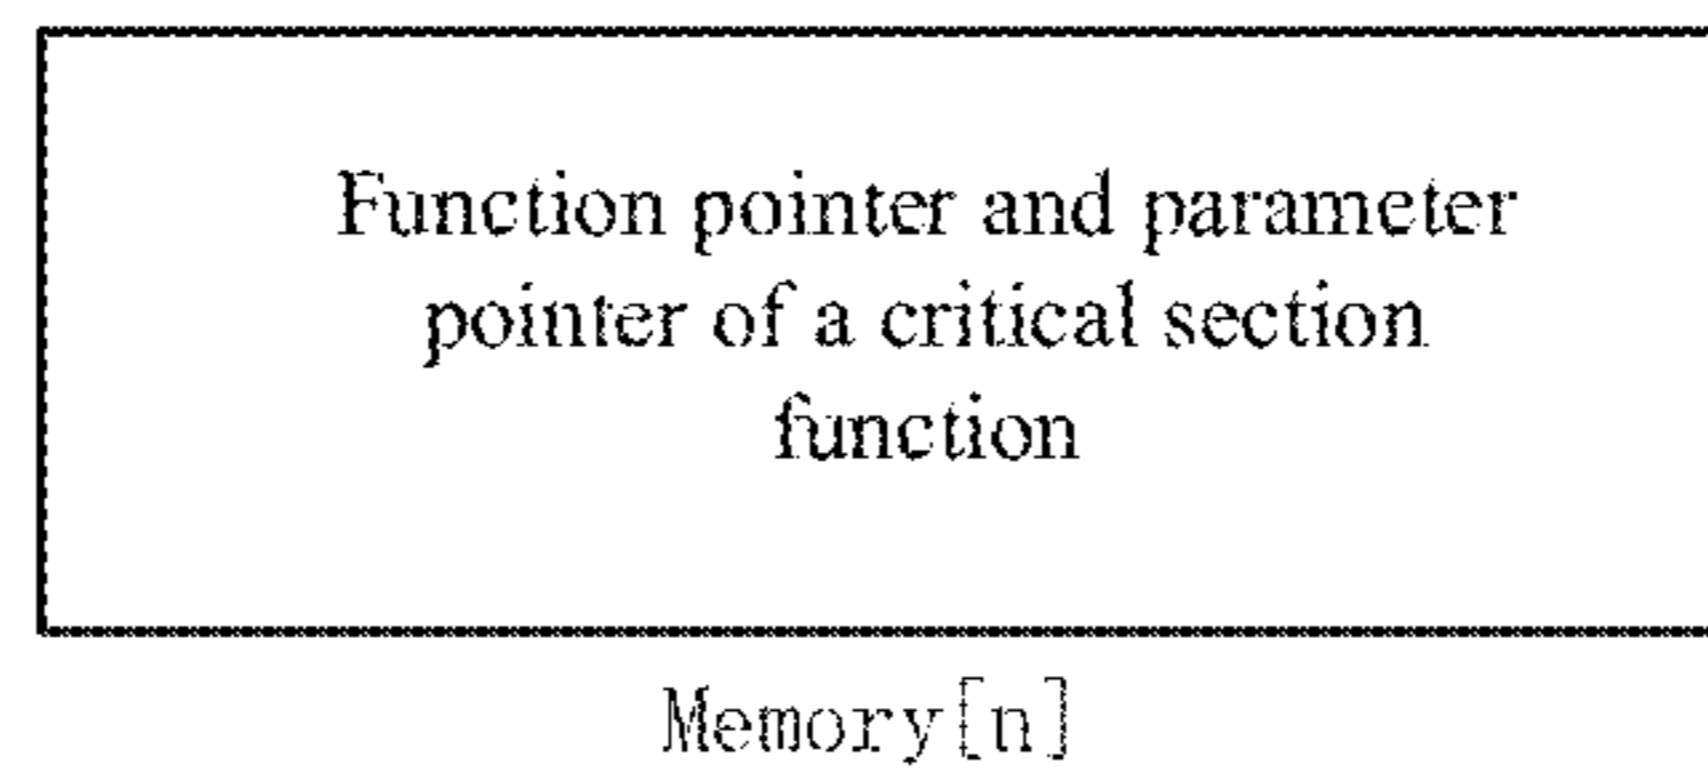 Function pointer and parameter
pointer of a critical section
function
Memory[n]